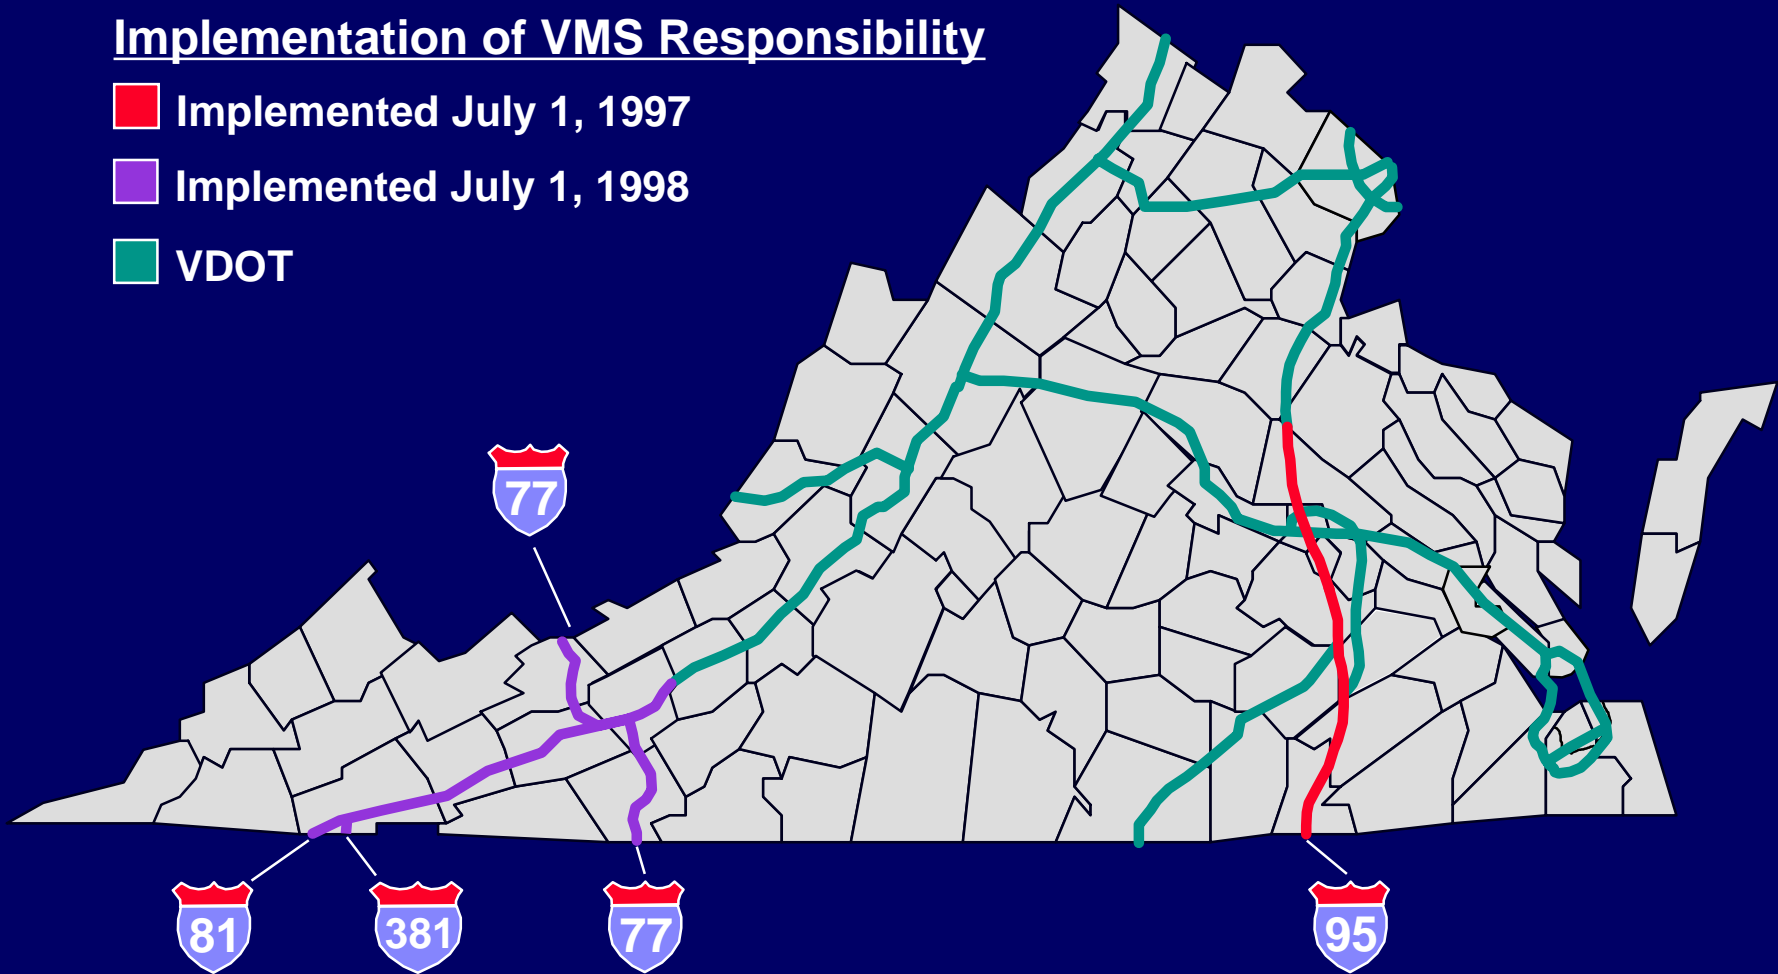 Implementation of VMS Responsibility
Implemented July 1, 1997
Implemented July 1, 1998
VDOT
77
81
381
77
95